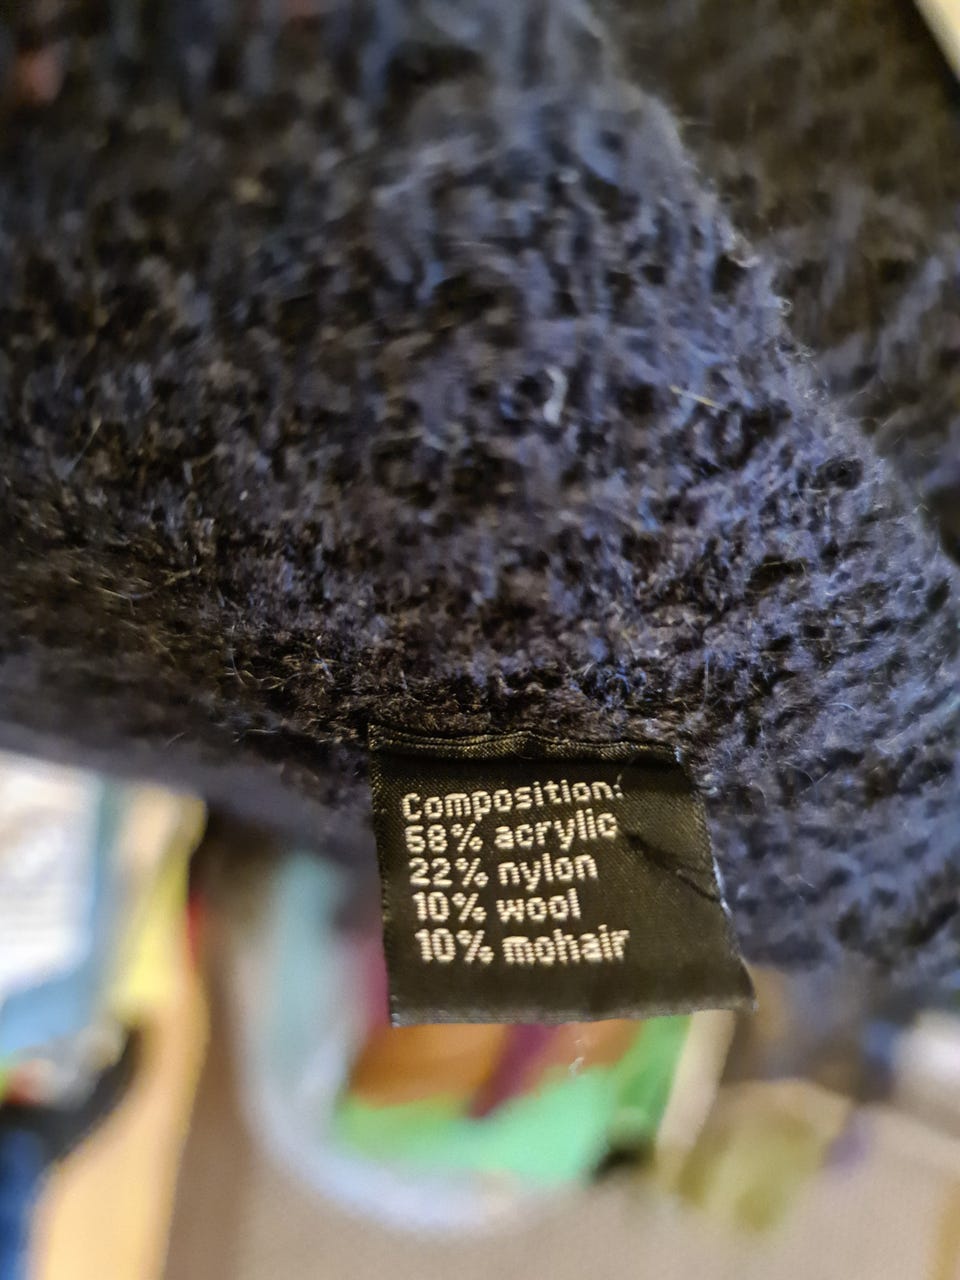 Composition:
58% acrylic
22% nylon
10% wool
10% mohair